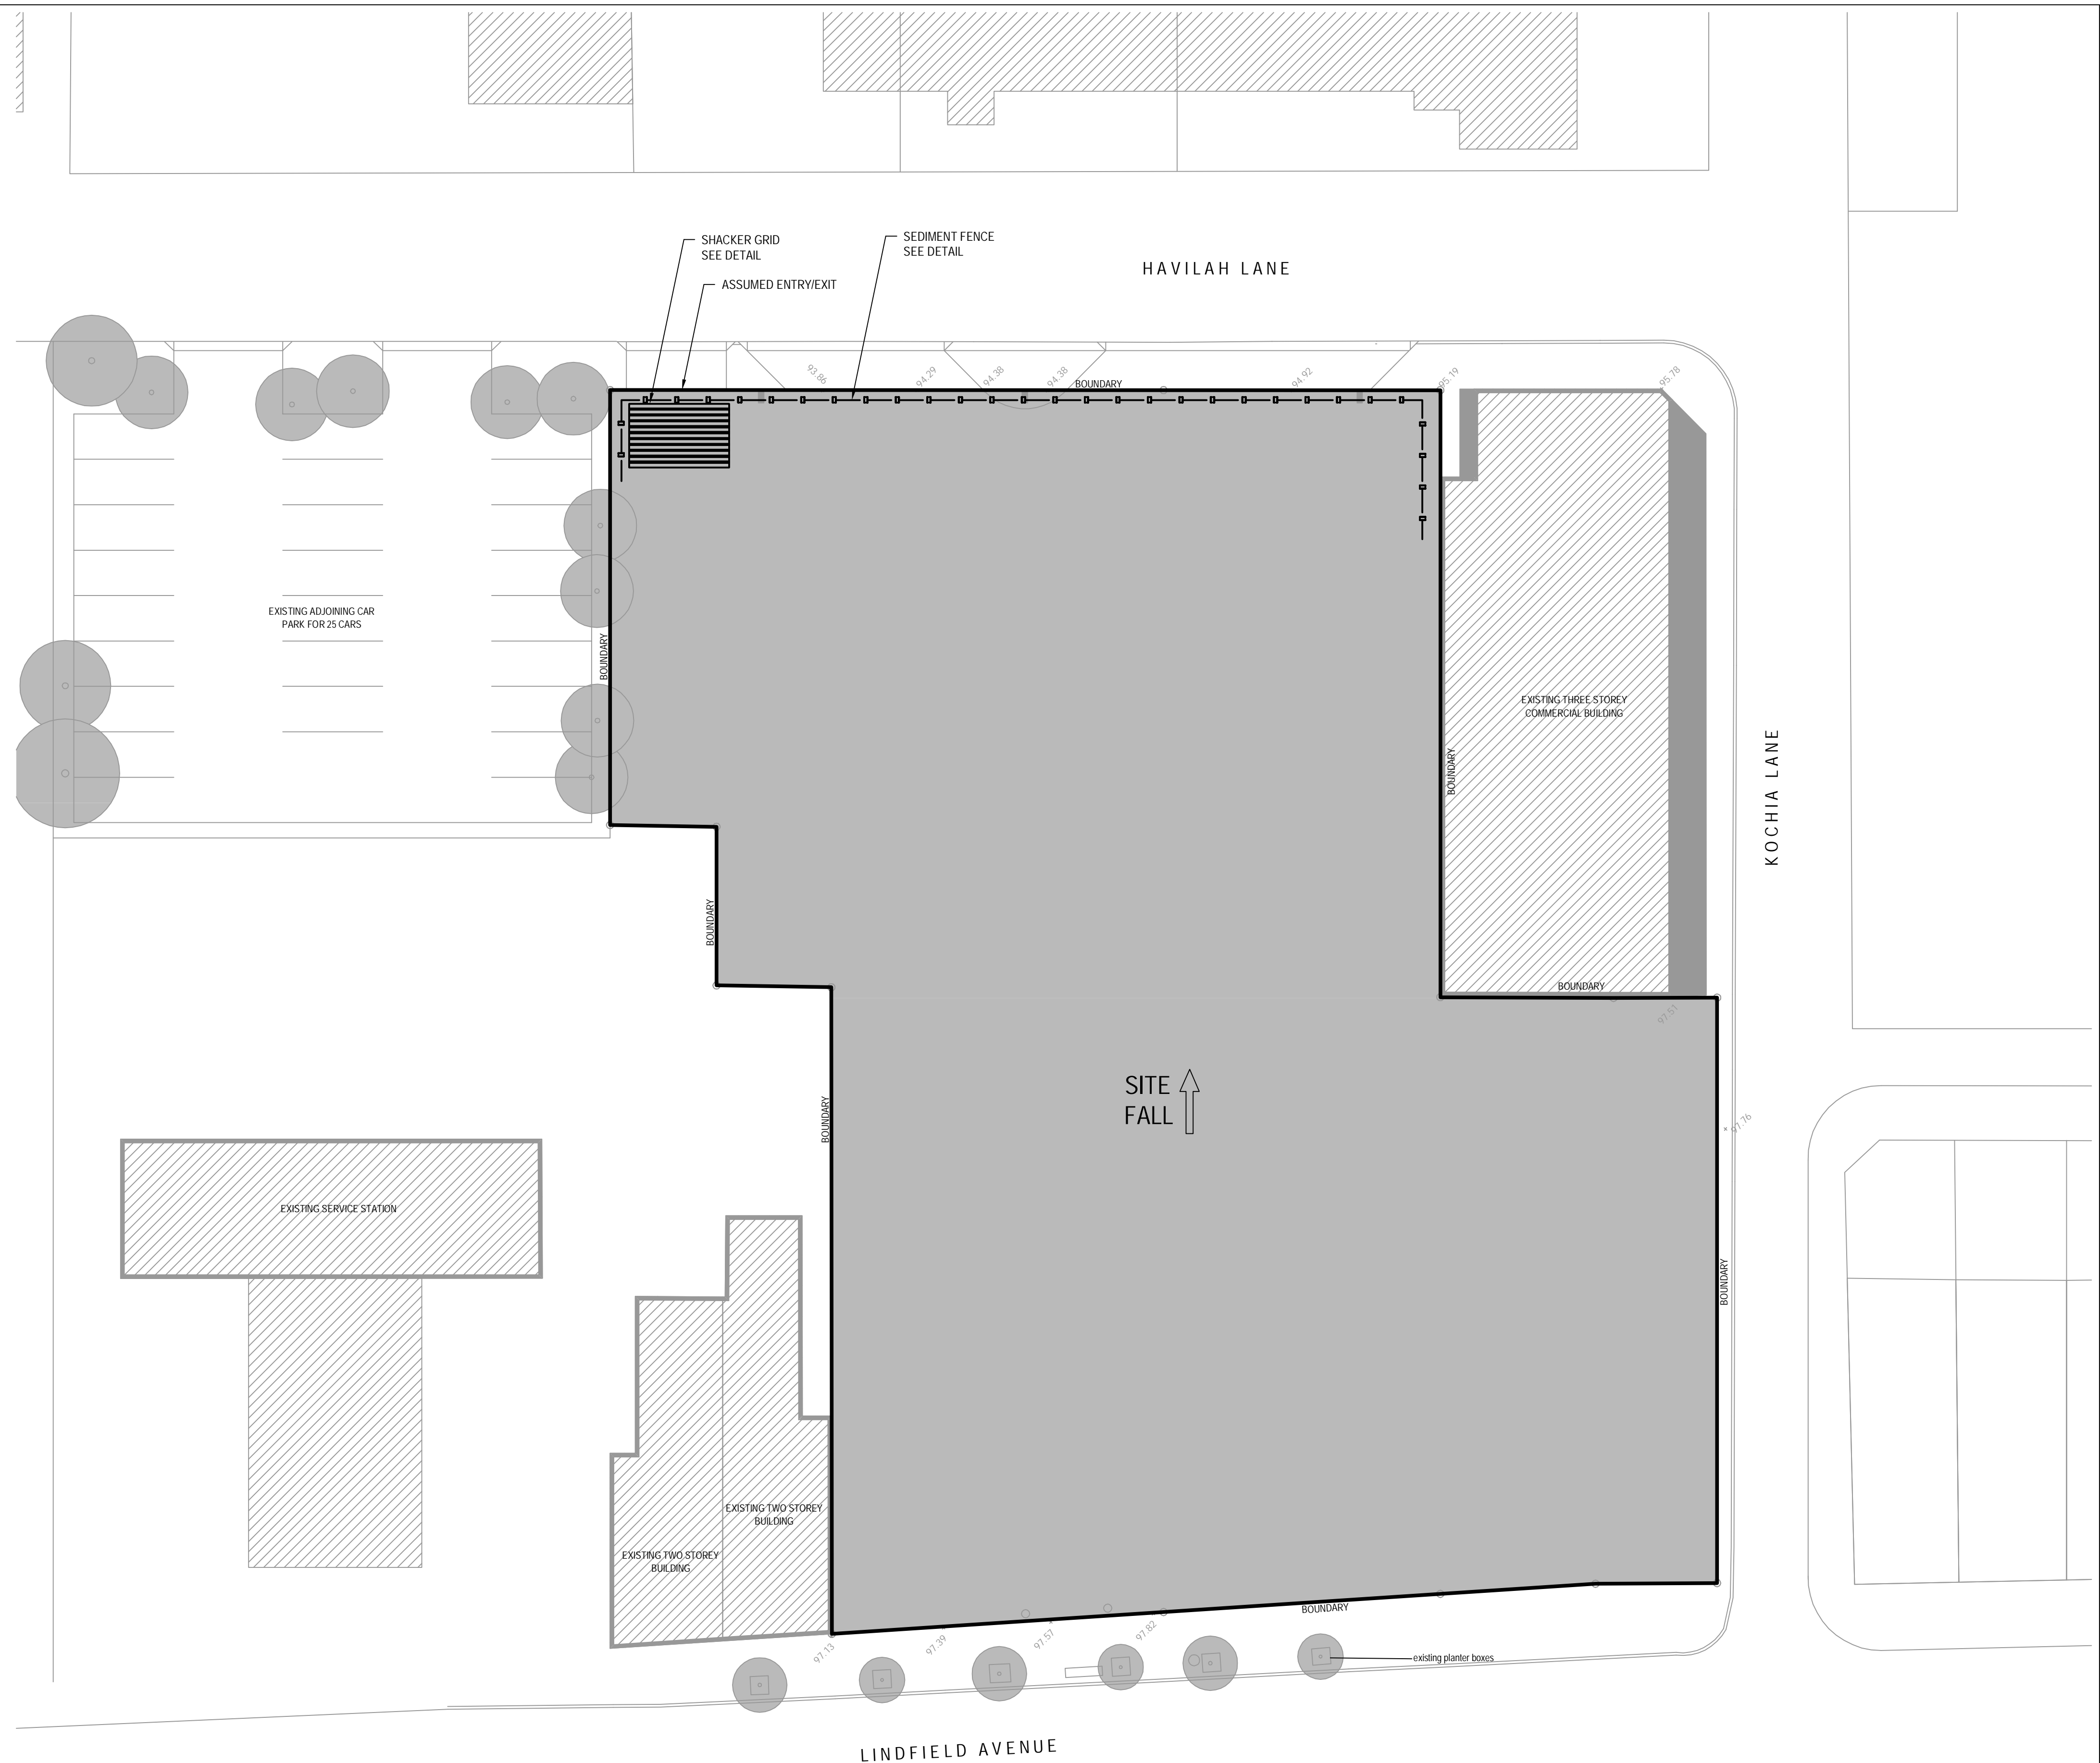 SHACKER GRID
SEE DETAIL
SEDIMENT FENCE
SEE DETAIL
ASSUMED ENTRY/EXIT
HAVILAH LANE
93.86
94.29
94.38
94.38
BOUNDARY
94.92
95.19
95.78
EXISTING ADJOINING CAR
PARK FOR 25 CARS
BOUNDARY
EXISTING THREE STOREY
COMMERCIAL BUILDING
BOUNDARY
KOCHIA LANE
BOUNDARY
BOUNDARY
97.51
SITE
FALL
BOUNDARY
97.76
EXISTING SERVICE STATION
BOUNDARY
EXISTING TWO STOREY
BUILDING
EXISTING TWO STOREY
BUILDING
BOUNDARY
97.13
97.39
97.57
97.82
existing planter boxes
LINDFIELD AVENUE